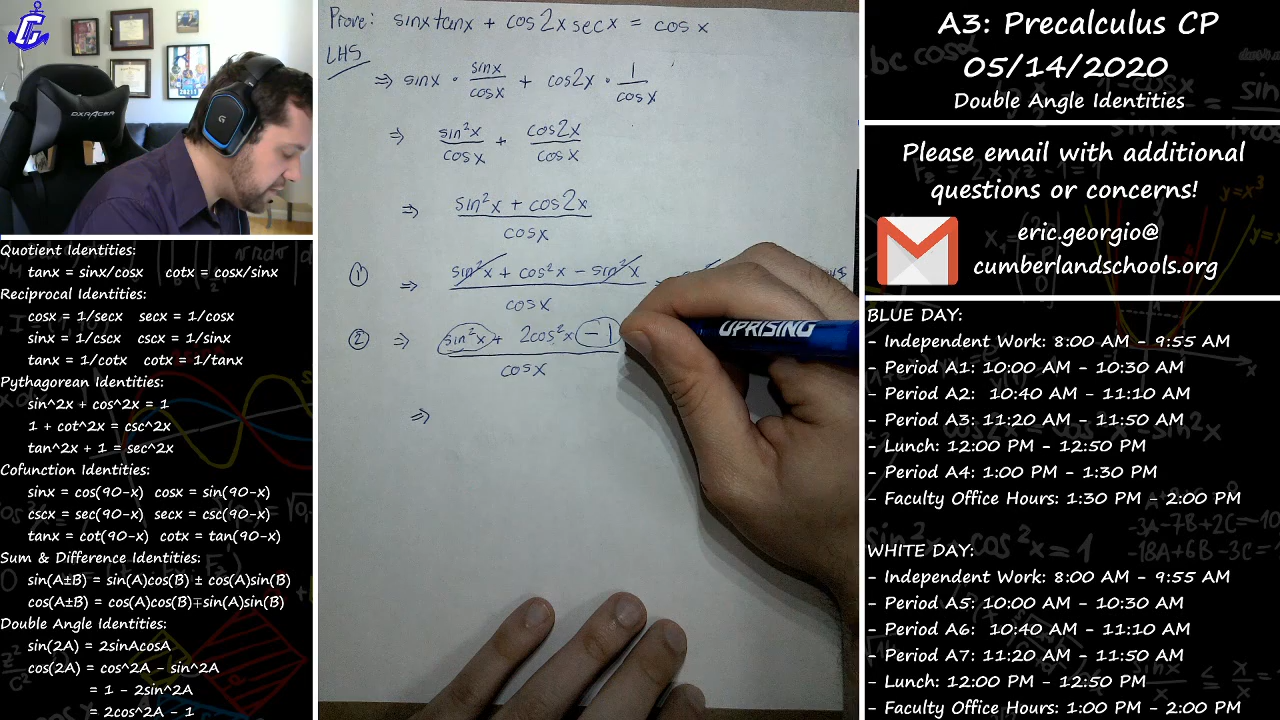 Prove: sinxtanx + cos2xsecx = cosx
LHS
⇒ sinx · sinx/cosx + cos2x · 1/cosx
⇒ sin²x/cosx + cos2x/cosx
⇒ sin²x + cos2x / cosx
① ⇒ sin²x + cos²x - sin²x / cosx =
② ⇒ sin²x + 2cos²x - 1 / cosx
⇒
UPRISING
C
DXRACER
G
Quotient Identities:
tanx = sinx/cosx cotx = cosx/sinx
Reciprocal Identities:
cosx = 1/secx secx = 1/cosx
sinx = 1/cscx cscx = 1/sinx
tanx = 1/cotx cotx = 1/tanx
Pythagorean Identities:
sin^2x + cos^2x = 1
1 + cot^2x = csc^2x
tan^2x + 1 = sec^2x
Cofunction Identities:
sinx = cos(90-x) cosx = sin(90-x)
cscx = sec(90-x) secx = csc(90-x)
tanx = cot(90-x) cotx = tan(90-x)
Sum & Difference Identities:
sin(A±B) = sin(A)cos(B) ± cos(A)sin(B)
cos(A±B) = cos(A)cos(B)∓sin(A)sin(B)
Double Angle Identities:
sin(2A) = 2sinAcosA
cos(2A) = cos^2A - sin^2A
= 1 - 2sin^2A
= 2cos^2A - 1
A3: Precalculus CP
05/14/2020
Double Angle Identities
Please email with additional
questions or concerns!
eric.georgio@
cumberlandschools.org
BLUE DAY:
- Independent Work: 8:00 AM - 9:55 AM
- Period A1: 10:00 AM - 10:30 AM
- Period A2: 10:40 AM - 11:10 AM
- Period A3: 11:20 AM - 11:50 AM
- Lunch: 12:00 PM - 12:50 PM
- Period A4: 1:00 PM - 1:30 PM
- Faculty Office Hours: 1:30 PM - 2:00 PM
WHITE DAY:
- Independent Work: 8:00 AM - 9:55 AM
- Period A5: 10:00 AM - 10:30 AM
- Period A6: 10:40 AM - 11:10 AM
- Period A7: 11:20 AM - 11:50 AM
- Lunch: 12:00 PM - 12:50 PM
- Faculty Office Hours: 1:00 PM - 2:00 PM